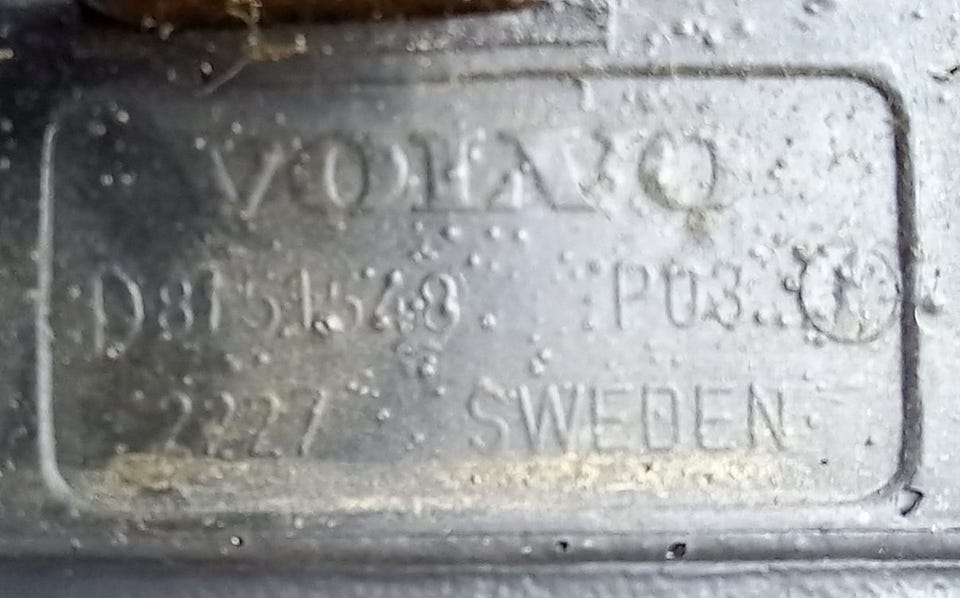 VOLVO
D8151548 P03
2227 SWEDEN